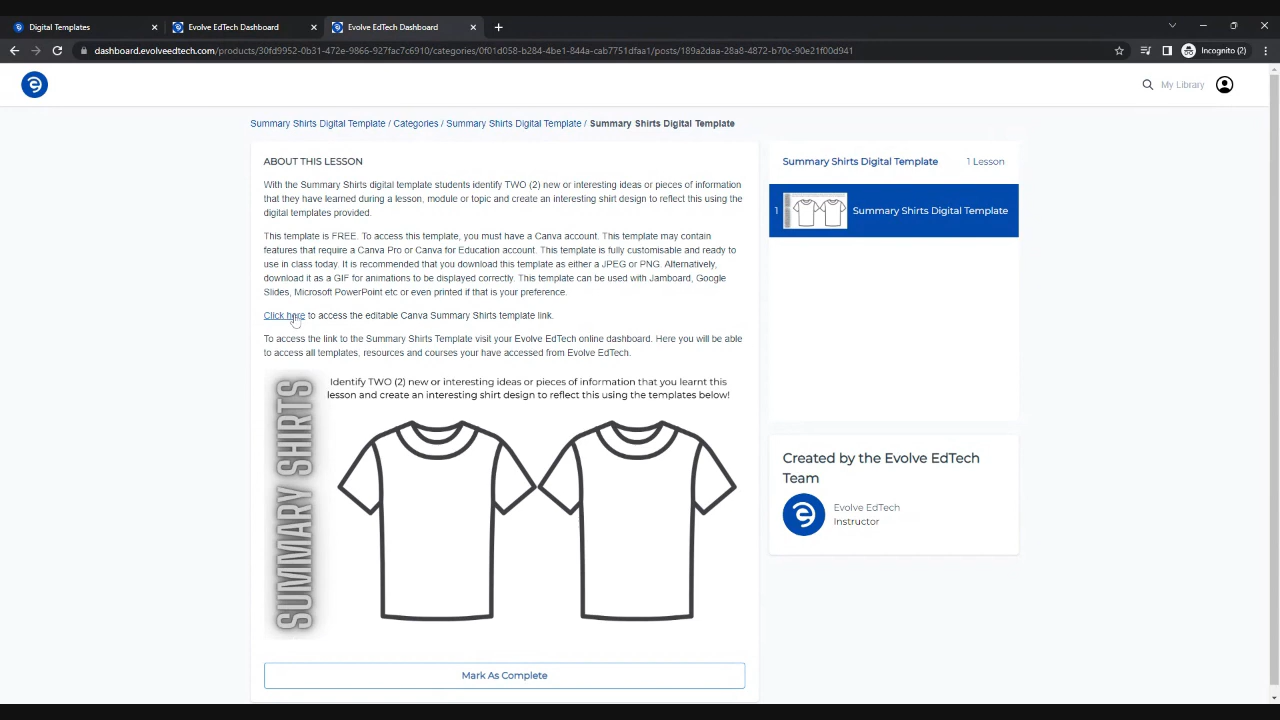 Digital Templates
Evolve EdTech Dashboard
Evolve EdTech Dashboard
dashboard.evolveedtech.com/products/30fd9952-0b31-472e-9866-927fac7c6910/categories/0f01d058-b284-4be1-844a-cab7751dfaa1/posts/189a2daa-28a8-4872-b70c-90e21f00d941
Incognito (2)
My Library
Summary Shirts Digital Template / Categories / Summary Shirts Digital Template / Summary Shirts Digital Template
ABOUT THIS LESSON
With the Summary Shirts digital template students identify TWO (2) new or interesting ideas or pieces of information
that they have learned during a lesson, module or topic and create an interesting shirt design to reflect this using the
digital templates provided.
This template is FREE. To access this template, you must have a Canva account. This template may contain
features that require a Canva Pro or Canva for Education account. This template is fully customisable and ready to
use in class today. It is recommended that you download this template as either a JPEG or PNG. Alternatively,
download it as a GIF for animations to be displayed correctly. This template can be used with Jamboard, Google
Slides, Microsoft PowerPoint etc or even printed if that is your preference.
Click here to access the editable Canva Summary Shirts template link.
To access the link to the Summary Shirts Template visit your Evolve EdTech online dashboard. Here you will be able
to access all templates, resources and courses your have accessed from Evolve EdTech.
SUMMARY SHIRTS
Identify TWO (2) new or interesting ideas or pieces of information that you learnt this
lesson and create an interesting shirt design to reflect this using the templates below!
Mark As Complete
Summary Shirts Digital Template
1 Lesson
1
Summary Shirts Digital Template
Created by the Evolve EdTech
Team
Evolve EdTech
Instructor